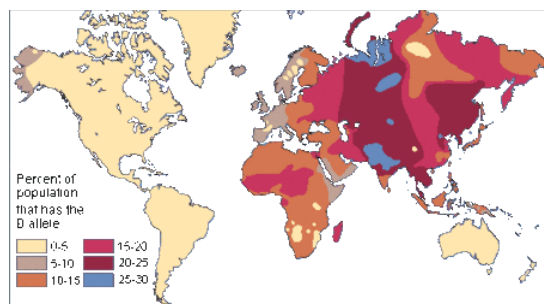 Percent of
population
that has the
B allele
0-5
5-10
10-15
15-20
20-25
25-30